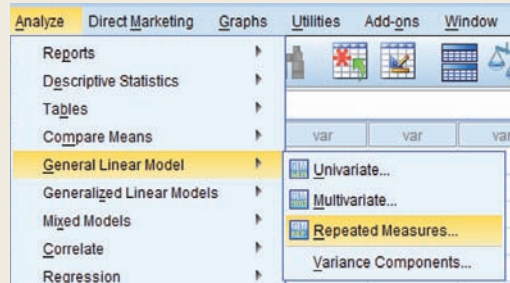 Analyze Direct Marketing Graphs Utilities Add-ons Window
Reports
Descriptive Statistics
Tables
Compare Means
var var var
General Linear Model
Univariate...
Generalized Linear Models
Multivariate...
Mixed Models
Repeated Measures...
Correlate
Variance Components...
Regression